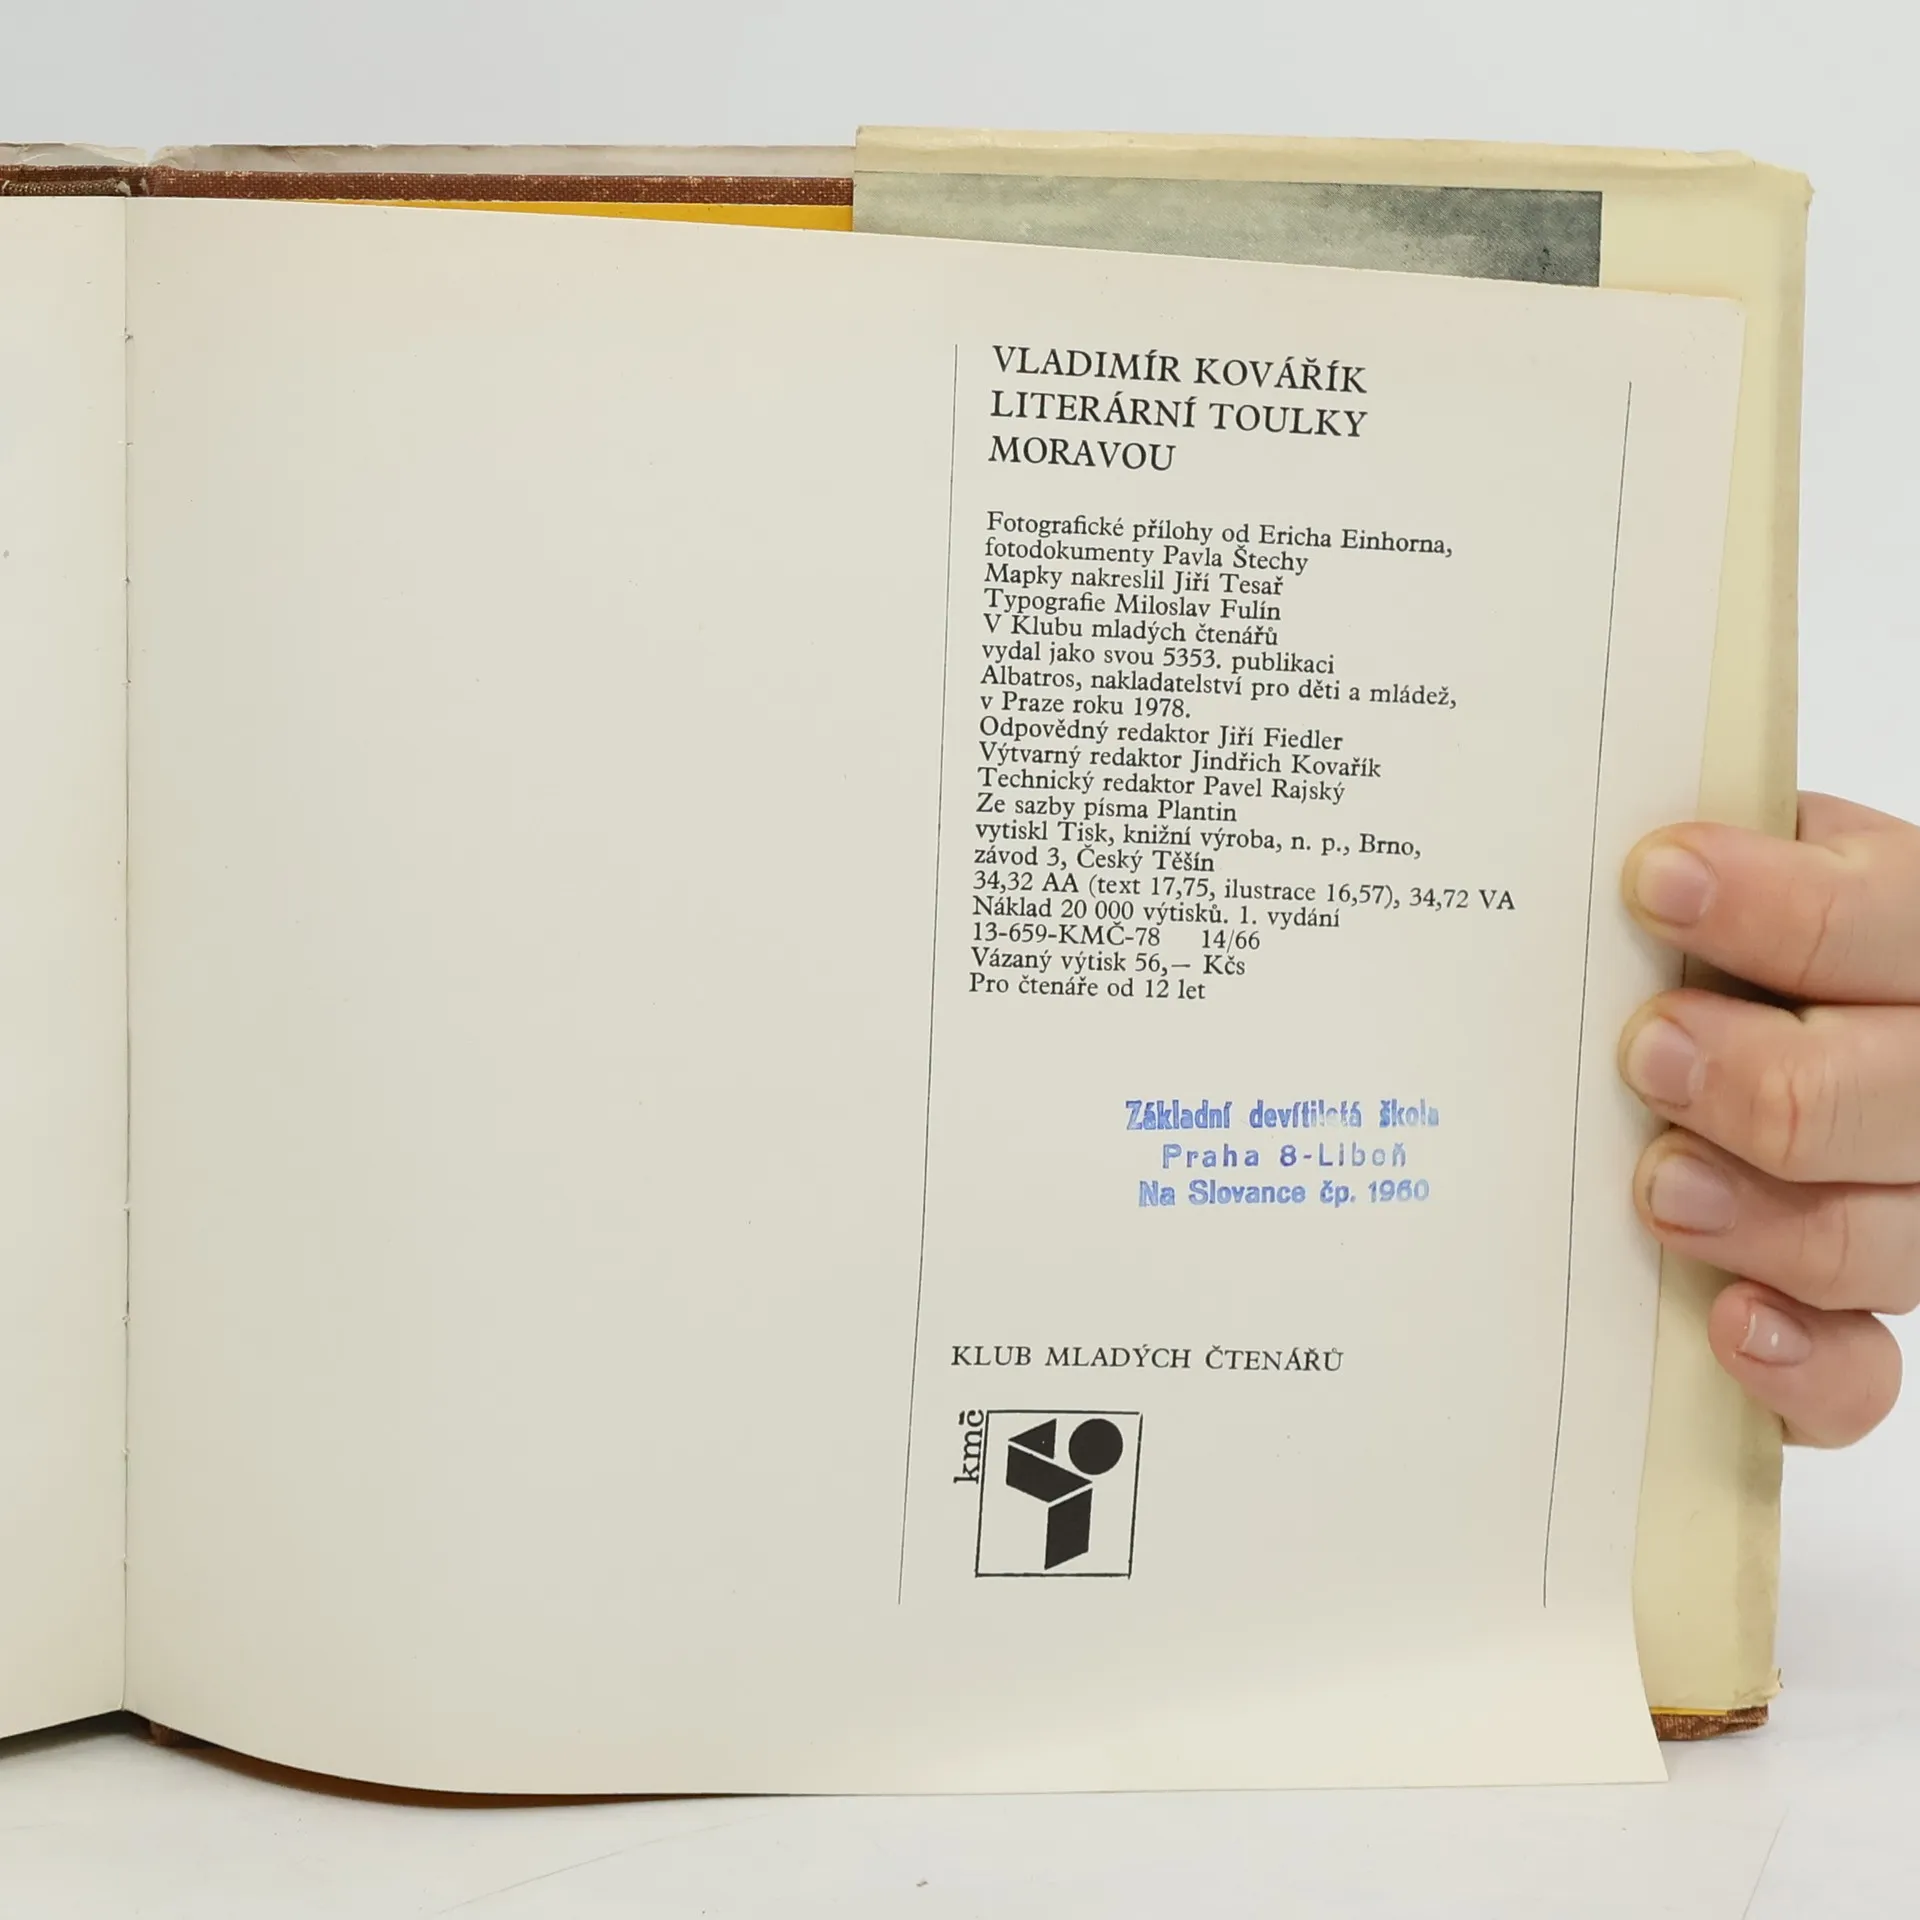 VLADIMÍR KOVÁŘÍK
LITERÁRNÍ TOULKY
MORAVOU
Fotografické přílohy od Ericha Einhorna,
fotodokumenty Pavla Štechy
Mapky nakreslil Jiří Tesař
Typografie Miloslav Fulín
V Klubu mladých čtenářů
vydal jako svou 5353. publikaci
Albatros, nakladatelství pro děti a mládež,
v Praze roku 1978.
Odpovědný redaktor Jiří Fiedler
Výtvarný redaktor Jindřich Kovařík
Technický redaktor Pavel Rajský
Ze sazby písma Plantin
vytiskl Tisk, knižní výroba, n. p., Brno,
závod 3, Český Těšín
34,32 AA (text 17,75, ilustrace 16,57), 34,72 VA
Náklad 20 000 výtisků. 1. vydání
13-659-KMČ-78 14/66
Vázaný výtisk 56,— Kčs
Pro čtenáře od 12 let
Základní devítiletá škola
Praha 8-Libeň
Na Slovance čp. 1960
KLUB MLADÝCH ČTENÁŘŮ
kmč